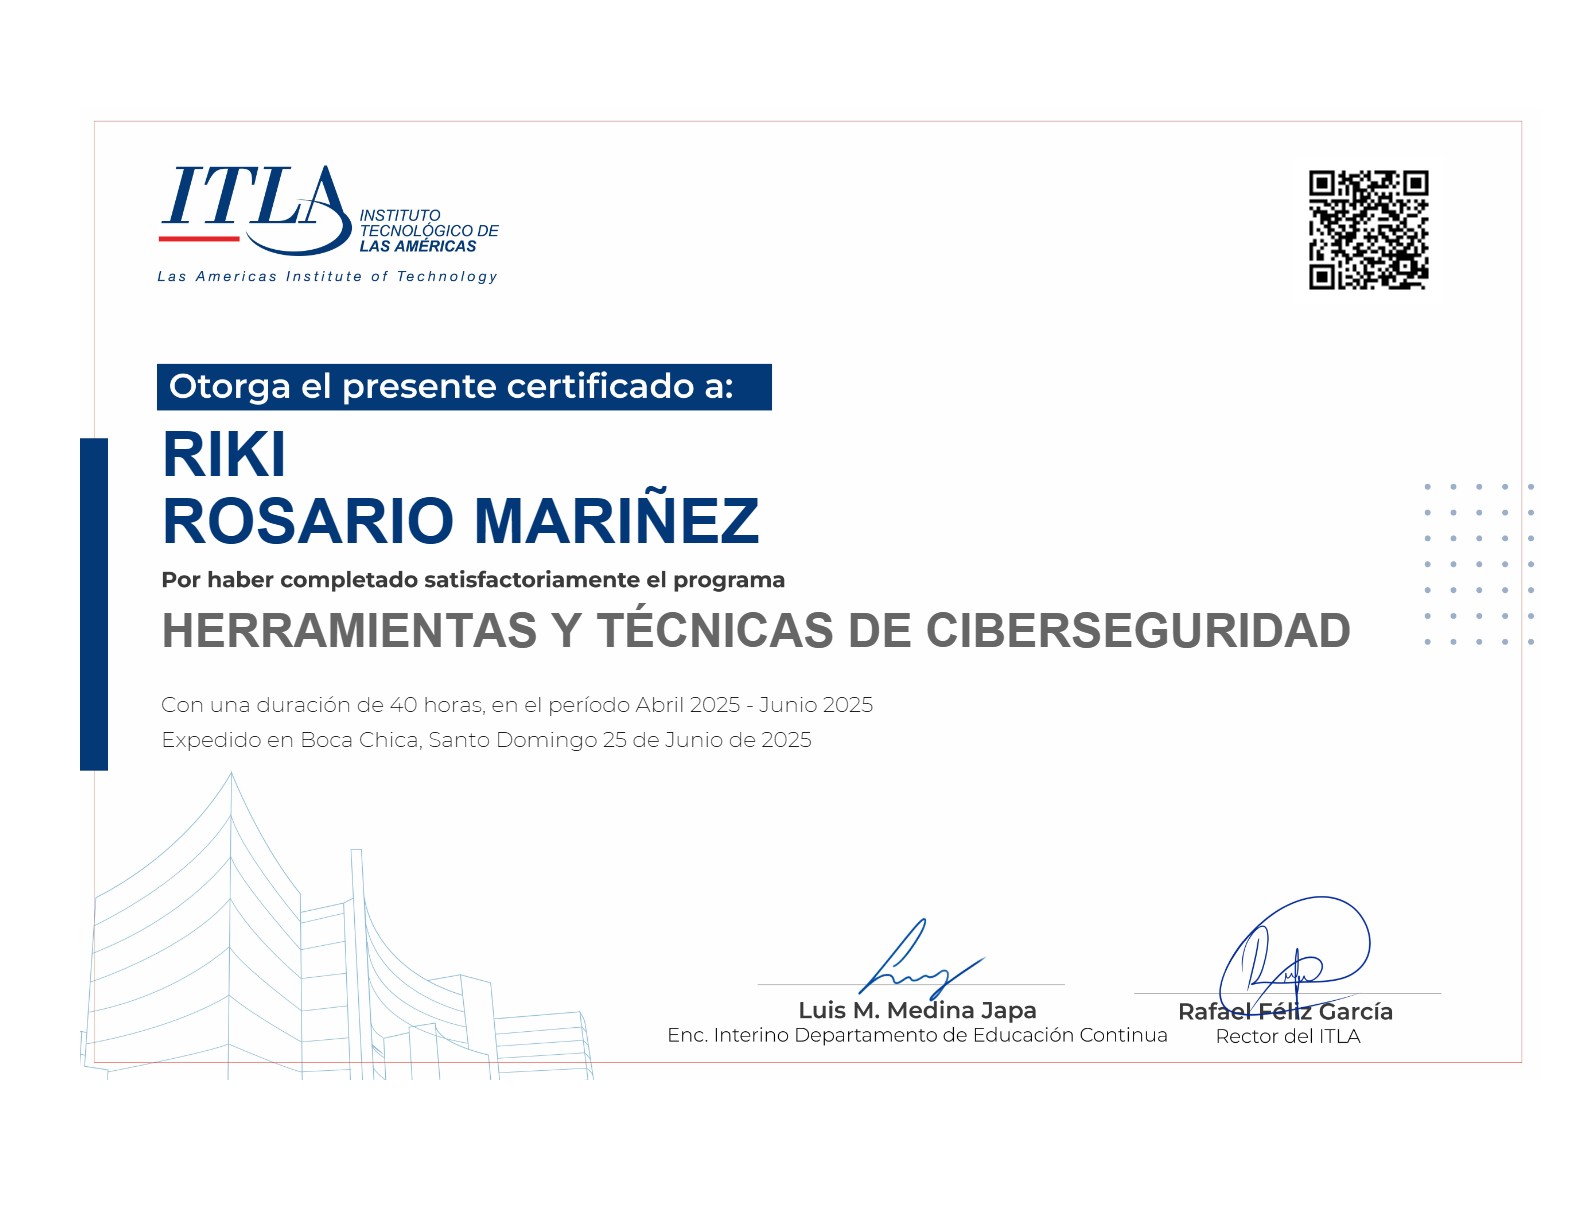 ITLA
INSTITUTO
TECNOLÓGICO DE
LAS AMÉRICAS
Las Americas Institute of Technology
Otorga el presente certificado a:
RIKI
ROSARIO MARIÑEZ
Por haber completado satisfactoriamente el programa
HERRAMIENTAS Y TÉCNICAS DE CIBERSEGURIDAD
Con una duración de 40 horas, en el período Abril 2025 - Junio 2025
Expedido en Boca Chica, Santo Domingo 25 de Junio de 2025
Luis M. Medina Japa
Enc. Interino Departamento de Educación Continua
Rafael Féliz García
Rector del ITLA